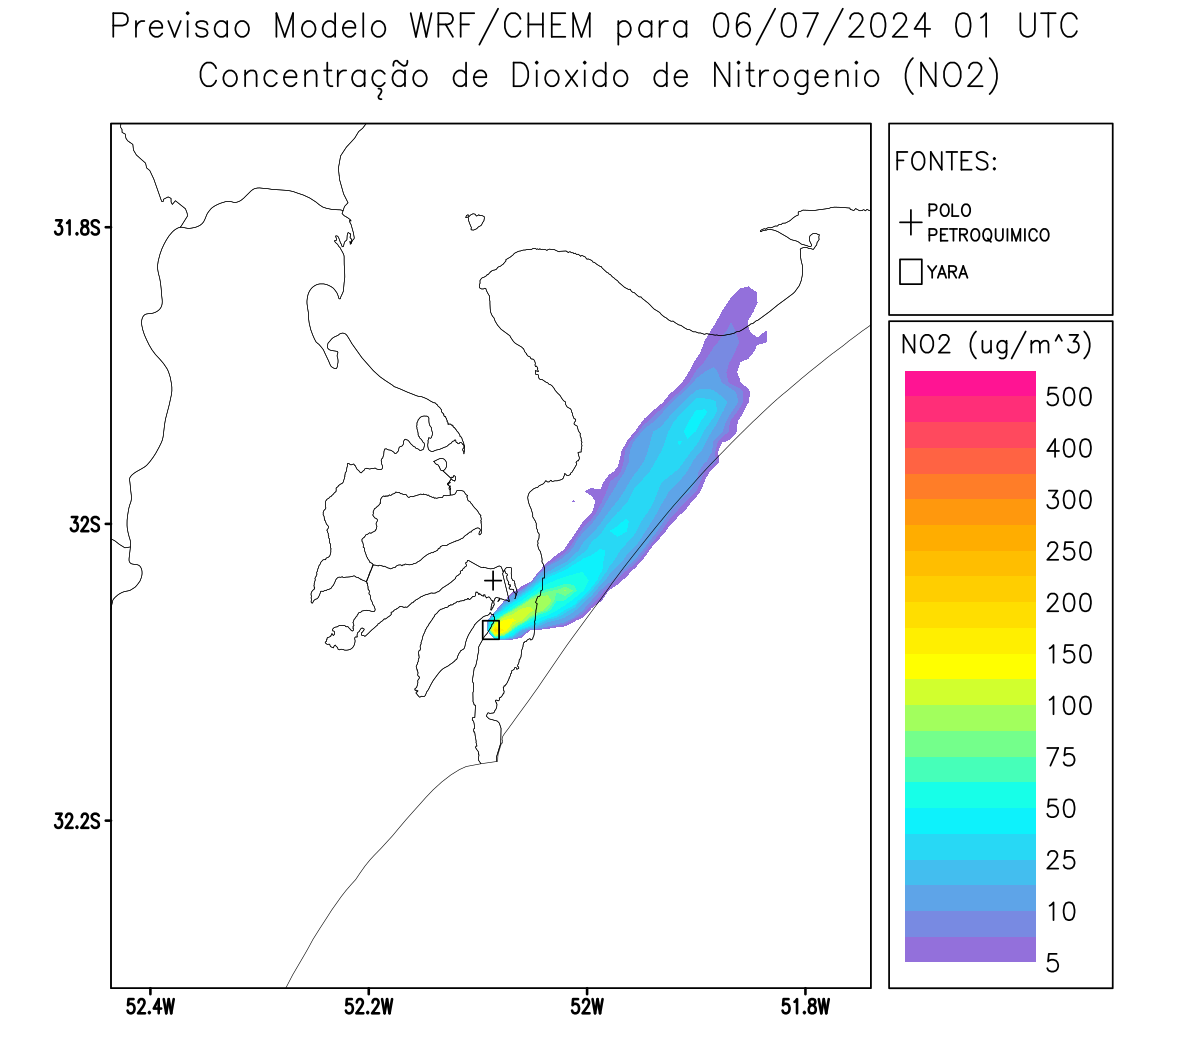 Previsao Modelo WRF/CHEM para 06/07/2024 01 UTC
Concentração de Dioxido de Nitrogenio (NO2)
FONTES:
POLO
PETROQUIMICO
YARA
NO2 (ug/m^3)
500
400
300
250
200
150
100
75
50
25
10
5
31.8S
32S
32.2S
52.4W
52.2W
52W
51.8W